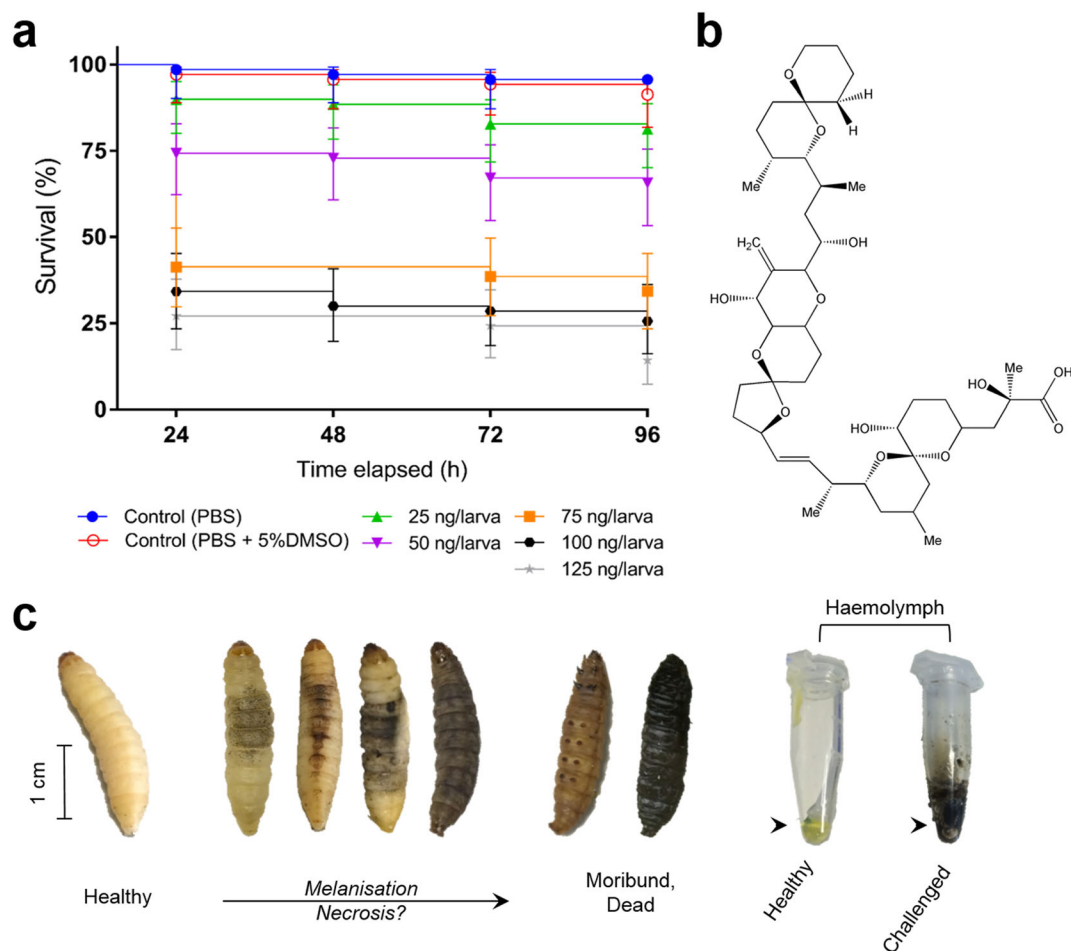 a
Survival (%)
100
75
50
25
0
24 48 72 96
Time elapsed (h)
Control (PBS)
Control (PBS + 5%DMSO)
25 ng/larva
50 ng/larva
75 ng/larva
100 ng/larva
125 ng/larva
b
O
H
H
O
Me
Me
OH
H₂C
HO
O
O
O
Me
HO
OH
O
HO
O
O
Me
Me
c
1 cm
Healthy
Melanisation
Necrosis?
Moribund,
Dead
Haemolymph
Healthy
Challenged